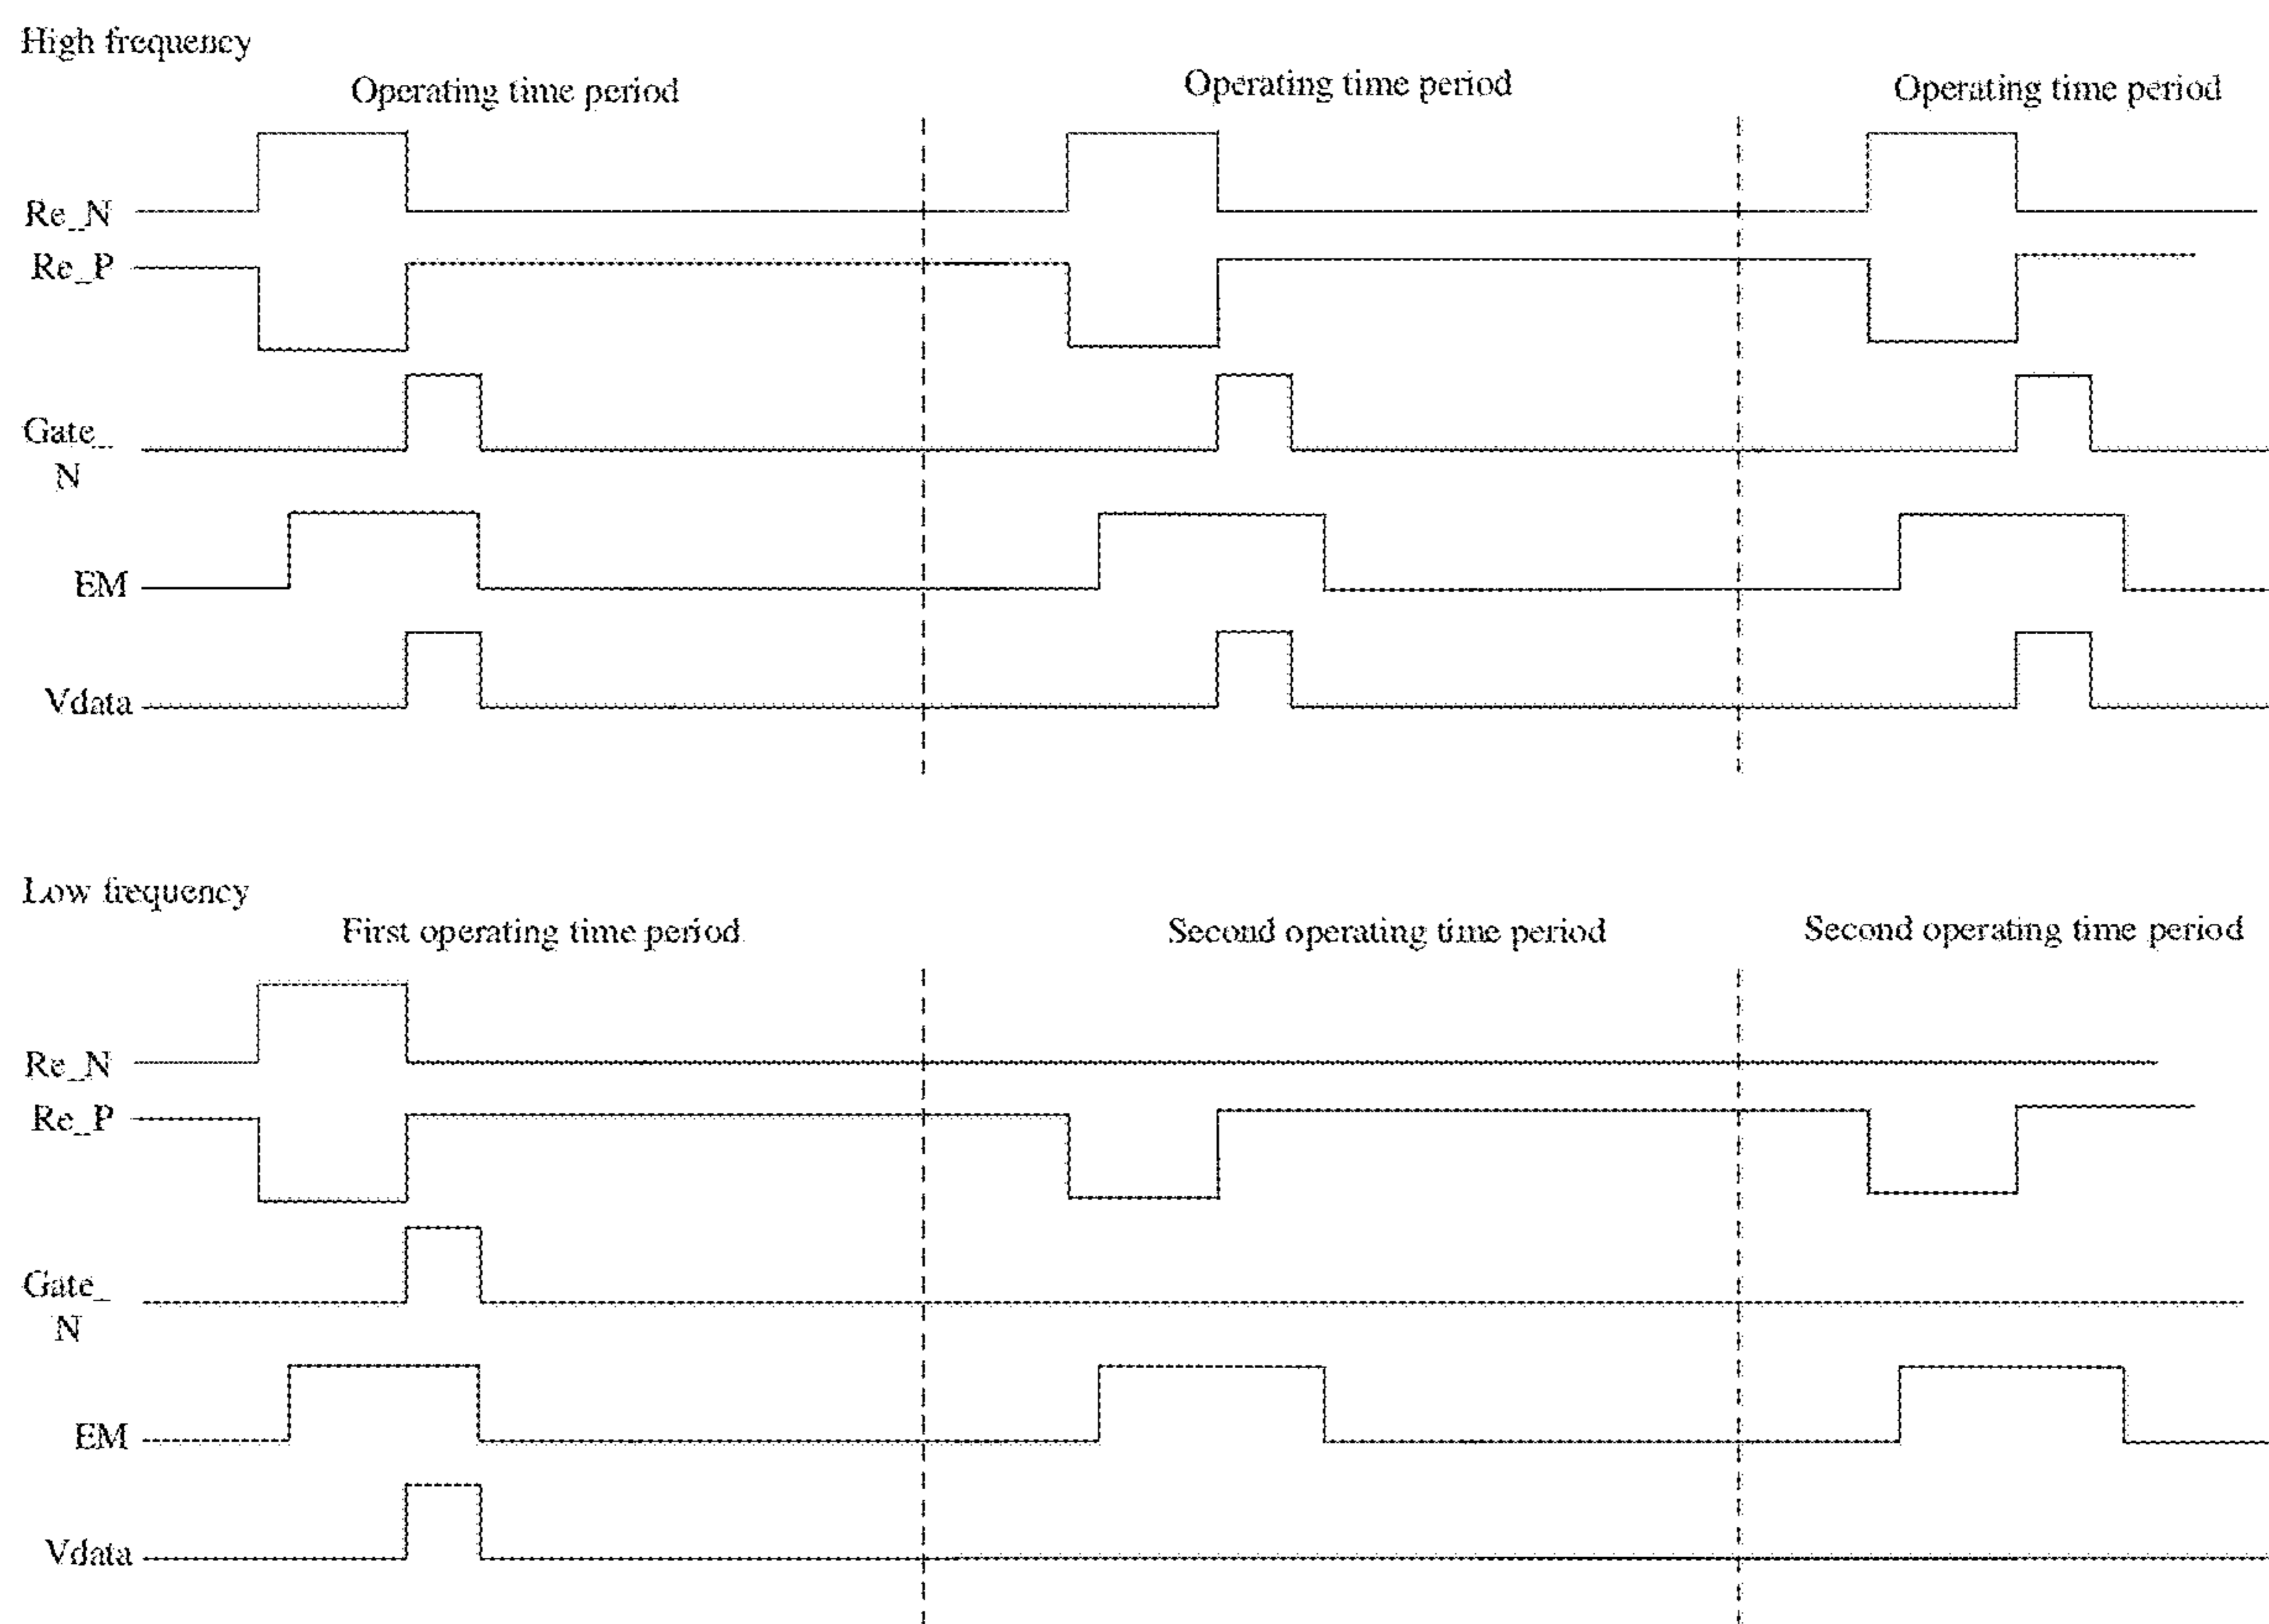 High frequency
Operating time period
Operating time period
Operating time period
Re_N
Re_P
Gate_
N
EM
Vdata
Low frequency
First operating time period
Second operating time period
Second operating time period
Re_N
Re_P
Gate_
N
EM
Vdata